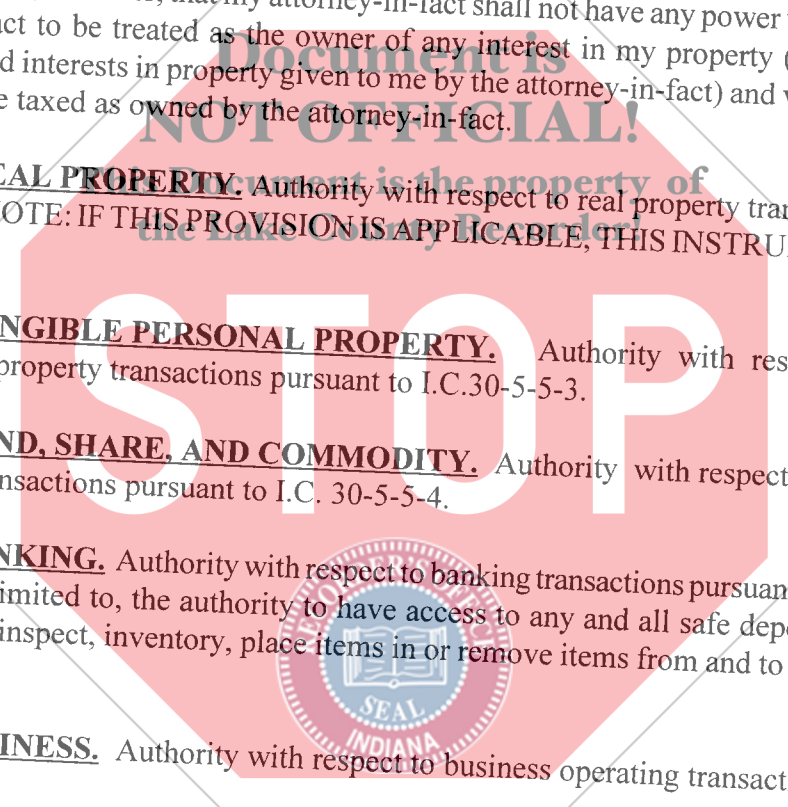 attorney-in-fact shall not have any power
to be treated as the owner of any interest in my property (
interests in property given to me by the attorney-in-fact) and
taxed as owned by the attorney-in-fact.
Document is
NOT OFFICIAL!
This Document is the property of
the Lake County Recorder!
PROPERTY: Authority with respect to real property tran
OTE: IF THIS PROVISION IS APPLICABLE, THIS INSTRU
STOP
NGIBLE PERSONAL PROPERTY. Authority with res
property transactions pursuant to I.C.30-5-5-3.
ND, SHARE, AND COMMODITY. Authority with respect
nsactions pursuant to I.C. 30-5-5-4.
NKING. Authority with respect to banking transactions pursuan
imited to, the authority to have access to any and all safe depo
inspect, inventory, place items in or remove items from and to
RECORDER'S OFFICE
SEAL
INDIANA
INESS. Authority with respect to business operating transact